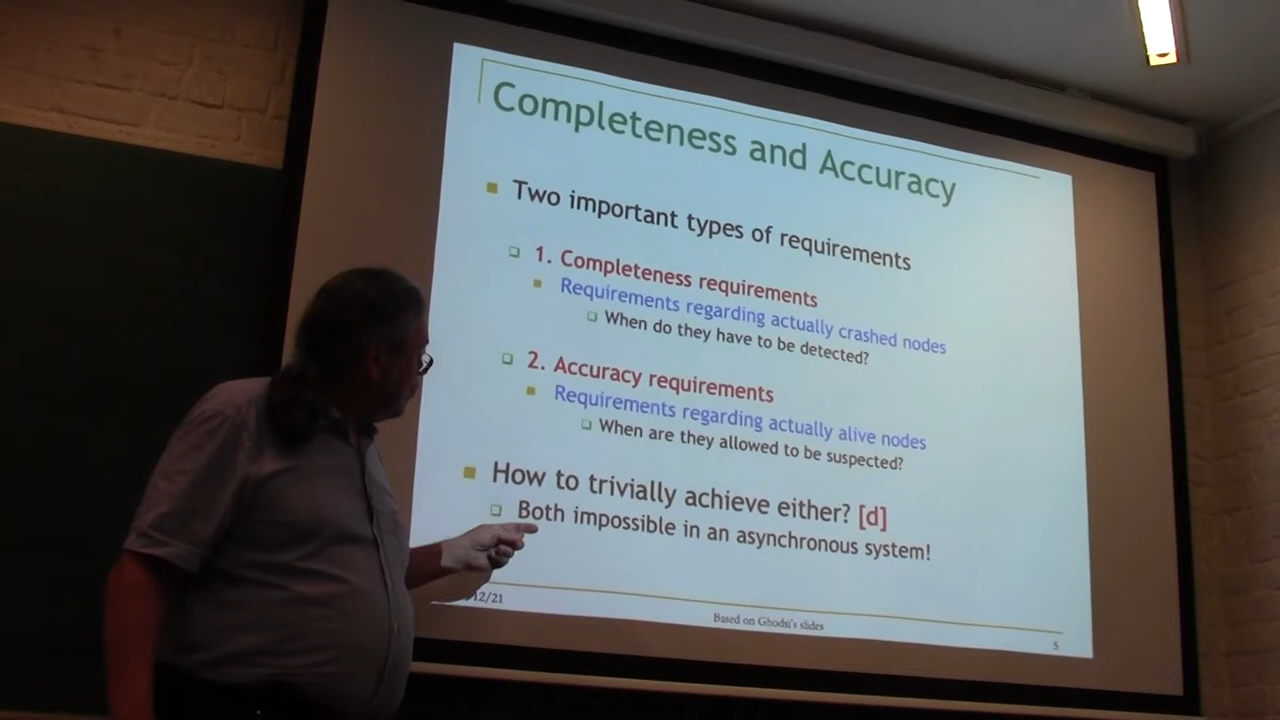 Completeness and Accuracy
Two important types of requirements
1. Completeness requirements
Requirements regarding actually crashed nodes
When do they have to be detected?
2. Accuracy requirements
Requirements regarding actually alive nodes
When are they allowed to be suspected?
How to trivially achieve either? [d]
Both impossible in an asynchronous system!
12/21
Based on Ghodsi's slides
5